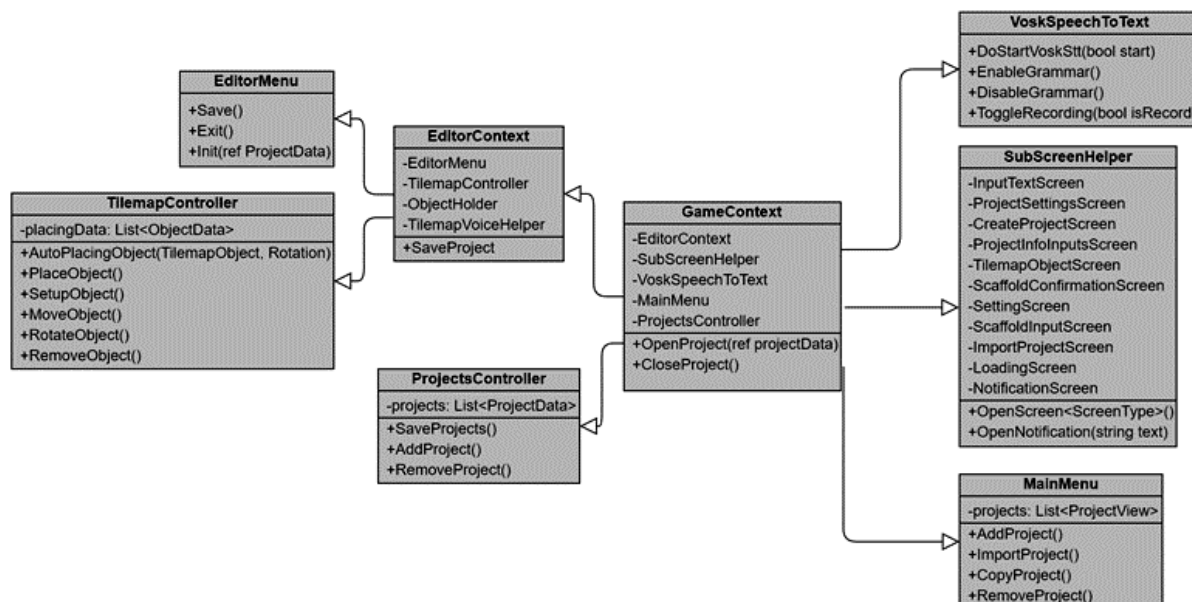 VoskSpeechToText
+DoStartVoskStt(bool start)
+EnableGrammar()
+DisableGrammar()
+ToggleRecording(bool isRecord
EditorMenu
+Save()
+Exit()
+Init(ref ProjectData)
EditorContext
-EditorMenu
-TilemapController
-ObjectHolder
-TilemapVoiceHelper
+SaveProject
TilemapController
-placingData: List<ObjectData>
+AutoPlacingObject(TilemapObject, Rotation)
+PlaceObject()
+SetupObject()
+MoveObject()
+RotateObject()
+RemoveObject()
GameContext
-EditorContext
-SubScreenHelper
-VoskSpeechToText
-MainMenu
-ProjectsController
+OpenProject(ref projectData)
+CloseProject()
SubScreenHelper
-InputTextScreen
-ProjectSettingsScreen
-CreateProjectScreen
-ProjectInfoInputsScreen
-TilemapObjectScreen
-ScaffoldConfirmationScreen
-SettingScreen
-ScaffoldInputScreen
-ImportProjectScreen
-LoadingScreen
-NotificationScreen
+OpenScreen<ScreenType>()
+OpenNotification(string text)
ProjectsController
-projects: List<ProjectData>
+SaveProjects()
+AddProject()
+RemoveProject()
MainMenu
-projects: List<ProjectView>
+AddProject()
+ImportProject()
+CopyProject()
+RemoveProject()